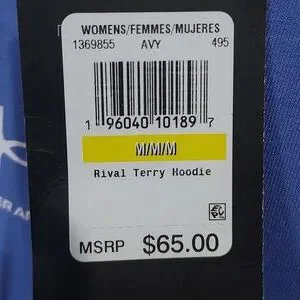 WOMENS/FEMMES/MUJERES
1369855 AVY 495
1 96040 10189 7
M/M/M
Rival Terry Hoodie
MSRP $65.00